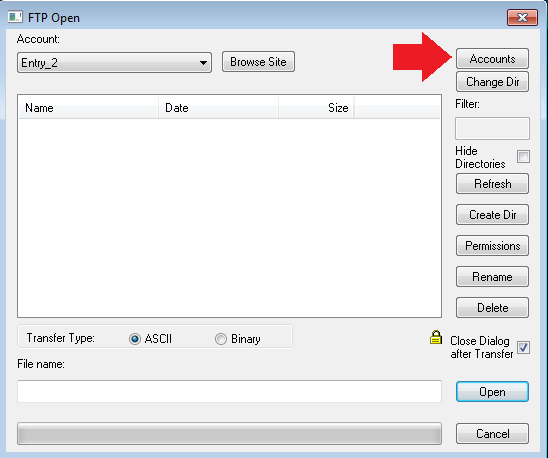 FTP Open
Account:
Entry_2
Browse Site
Accounts
Change Dir
Name Date Size
Filter:
Hide
Directories
Refresh
Create Dir
Permissions
Rename
Delete
Transfer Type: ASCII Binary
Close Dialog
after Transfer
File name:
Open
Cancel